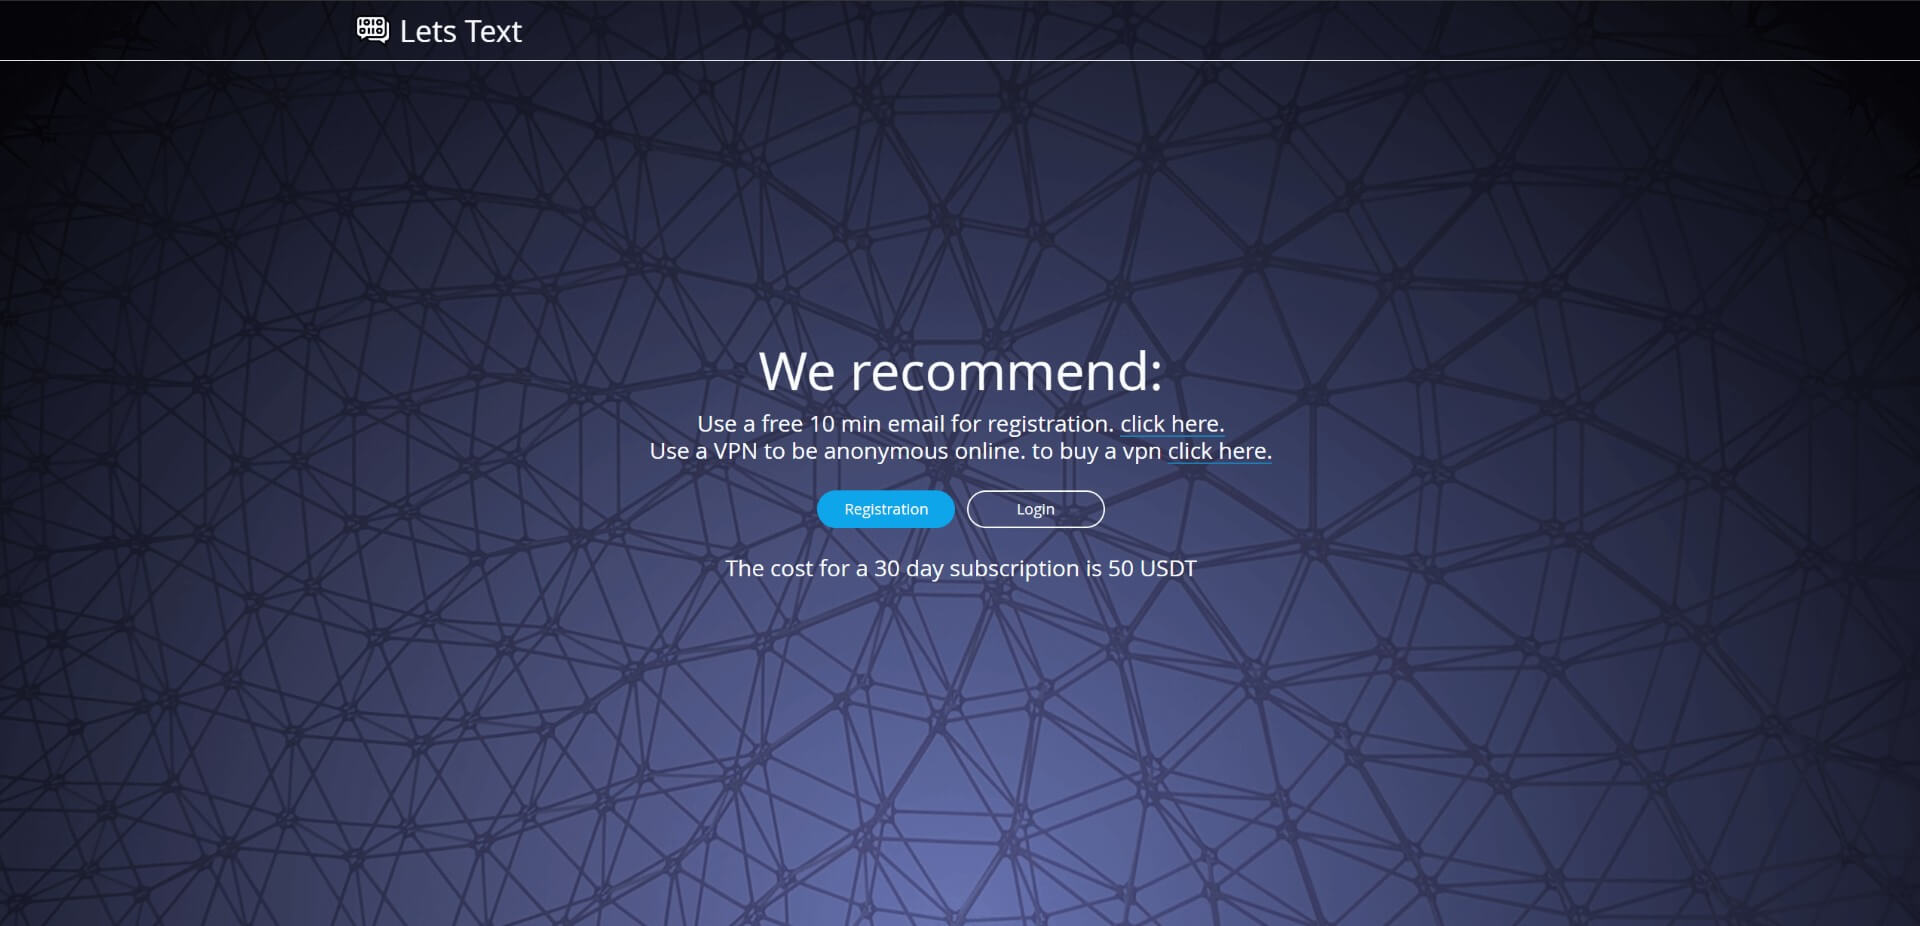 Lets Text
We recommend:
Use a free 10 min email for registration. click here.
Use a VPN to be anonymous online. to buy a vpn click here.
Registration
Login
The cost for a 30 day subscription is 50 USDT